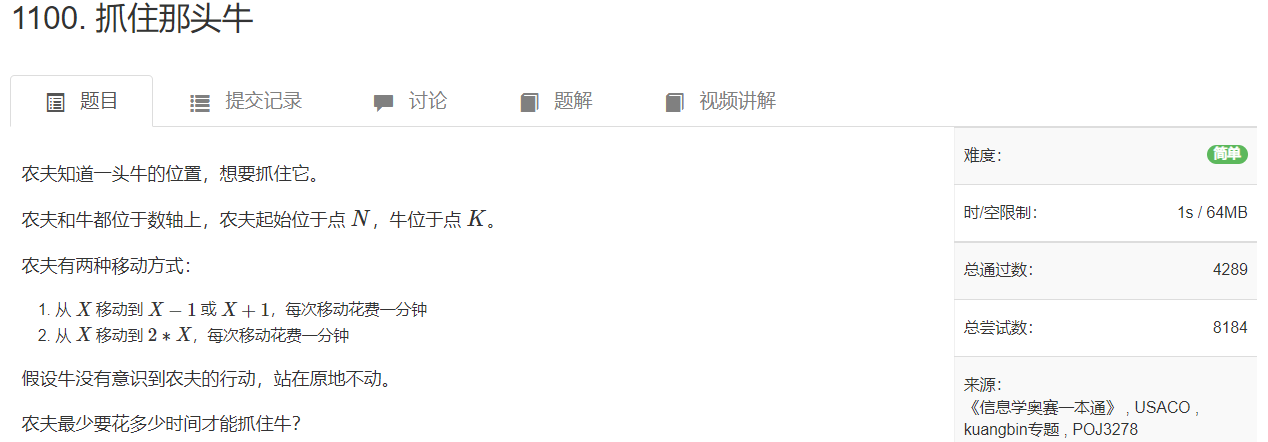 1100. 抓住那头牛
题目 提交记录 讨论 题解 视频讲解
农夫知道一头牛的位置，想要抓住它。
农夫和牛都位于数轴上，农夫起始位于点 N，牛位于点 K。
农夫有两种移动方式：
1. 从 X 移动到 X − 1 或 X + 1，每次移动花费一分钟
2. 从 X 移动到 2 ∗ X，每次移动花费一分钟
假设牛没有意识到农夫的行动，站在原地不动。
农夫最少要花多少时间才能抓住牛？
难度： 简单
时/空限制： 1s / 64MB
总通过数： 4289
总尝试数： 8184
来源：
《信息学奥赛一本通》 , USACO ,
kuangbin专题 , POJ3278